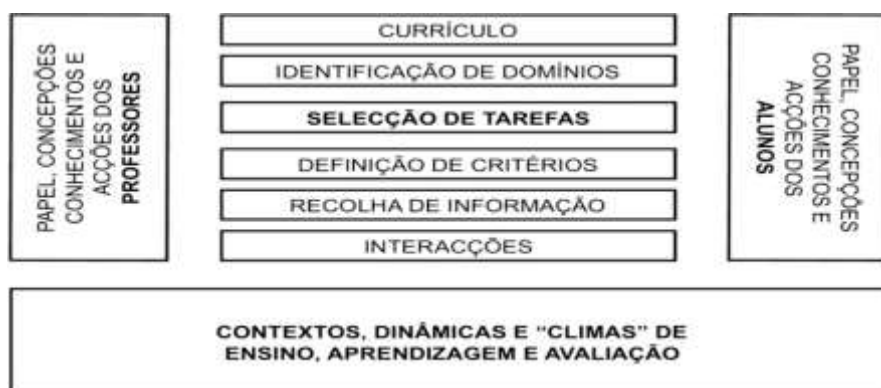 PAPEL, CONCEPÇÕES
CONHECIMENTOS E
ACÇÕES DOS
PROFESSORES
CURRÍCULO
IDENTIFICAÇÃO DE DOMÍNIOS
SELECÇÃO DE TAREFAS
DEFINIÇÃO DE CRITÉRIOS
RECOLHA DE INFORMAÇÃO
INTERACÇÕES
PAPEL, CONCEPÇÕES
CONHECIMENTOS E
ACÇÕES DOS
ALUNOS
CONTEXTOS, DINÂMICAS E “CLIMAS” DE
ENSINO, APRENDIZAGEM E AVALIAÇÃO